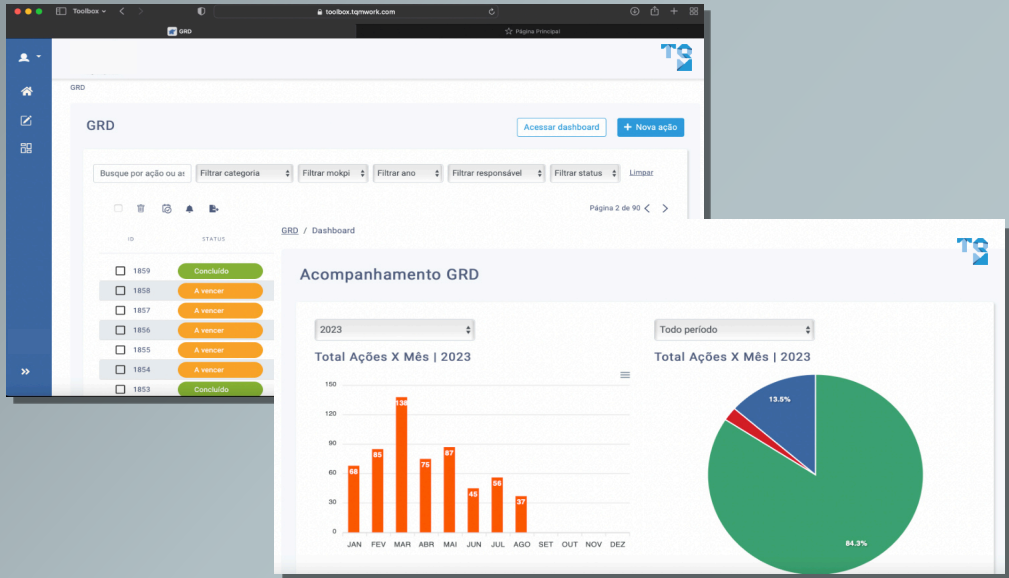 Toolbox
toolbox.tqmwork.com
GRD
Página Principal
TQM
GRD
GRD
Acessar dashboard
+ Nova ação
Busque por ação ou as
Filtrar categoria
Filtrar mokpi
Filtrar ano
Filtrar responsável
Filtrar status
Limpar
Página 2 de 90
ID STATUS
1859 Concluído
1858 A vencer
1857 A vencer
1856 A vencer
1855 A vencer
1854 A vencer
1853 Concluído
GRD / Dashboard
TQM
Acompanhamento GRD
2023
Total Ações X Mês | 2023
150
120
90
60
30
0
68
85
138
75
87
45
56
37
JAN FEV MAR ABR MAI JUN JUL AGO SET OUT NOV DEZ
Todo período
Total Ações X Mês | 2023
13.5%
84.3%